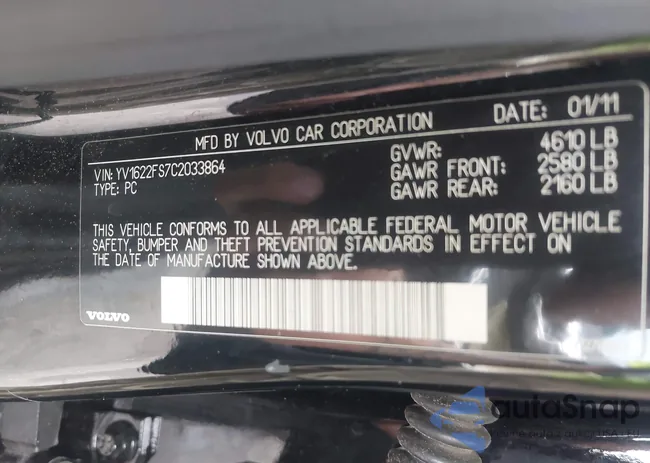 MFD BY VOLVO CAR CORPORATION DATE: 01/11
VIN: YV1622FS7C2033864
TYPE: PC
GVWR: 4610 LB
GAWR FRONT: 2580 LB
GAWR REAR: 2160 LB
THIS VEHICLE CONFORMS TO ALL APPLICABLE FEDERAL MOTOR VEHICLE
SAFETY, BUMPER AND THEFT PREVENTION STANDARDS IN EFFECT ON
THE DATE OF MANUFACTURE SHOWN ABOVE.
VOLVO
autoSnap